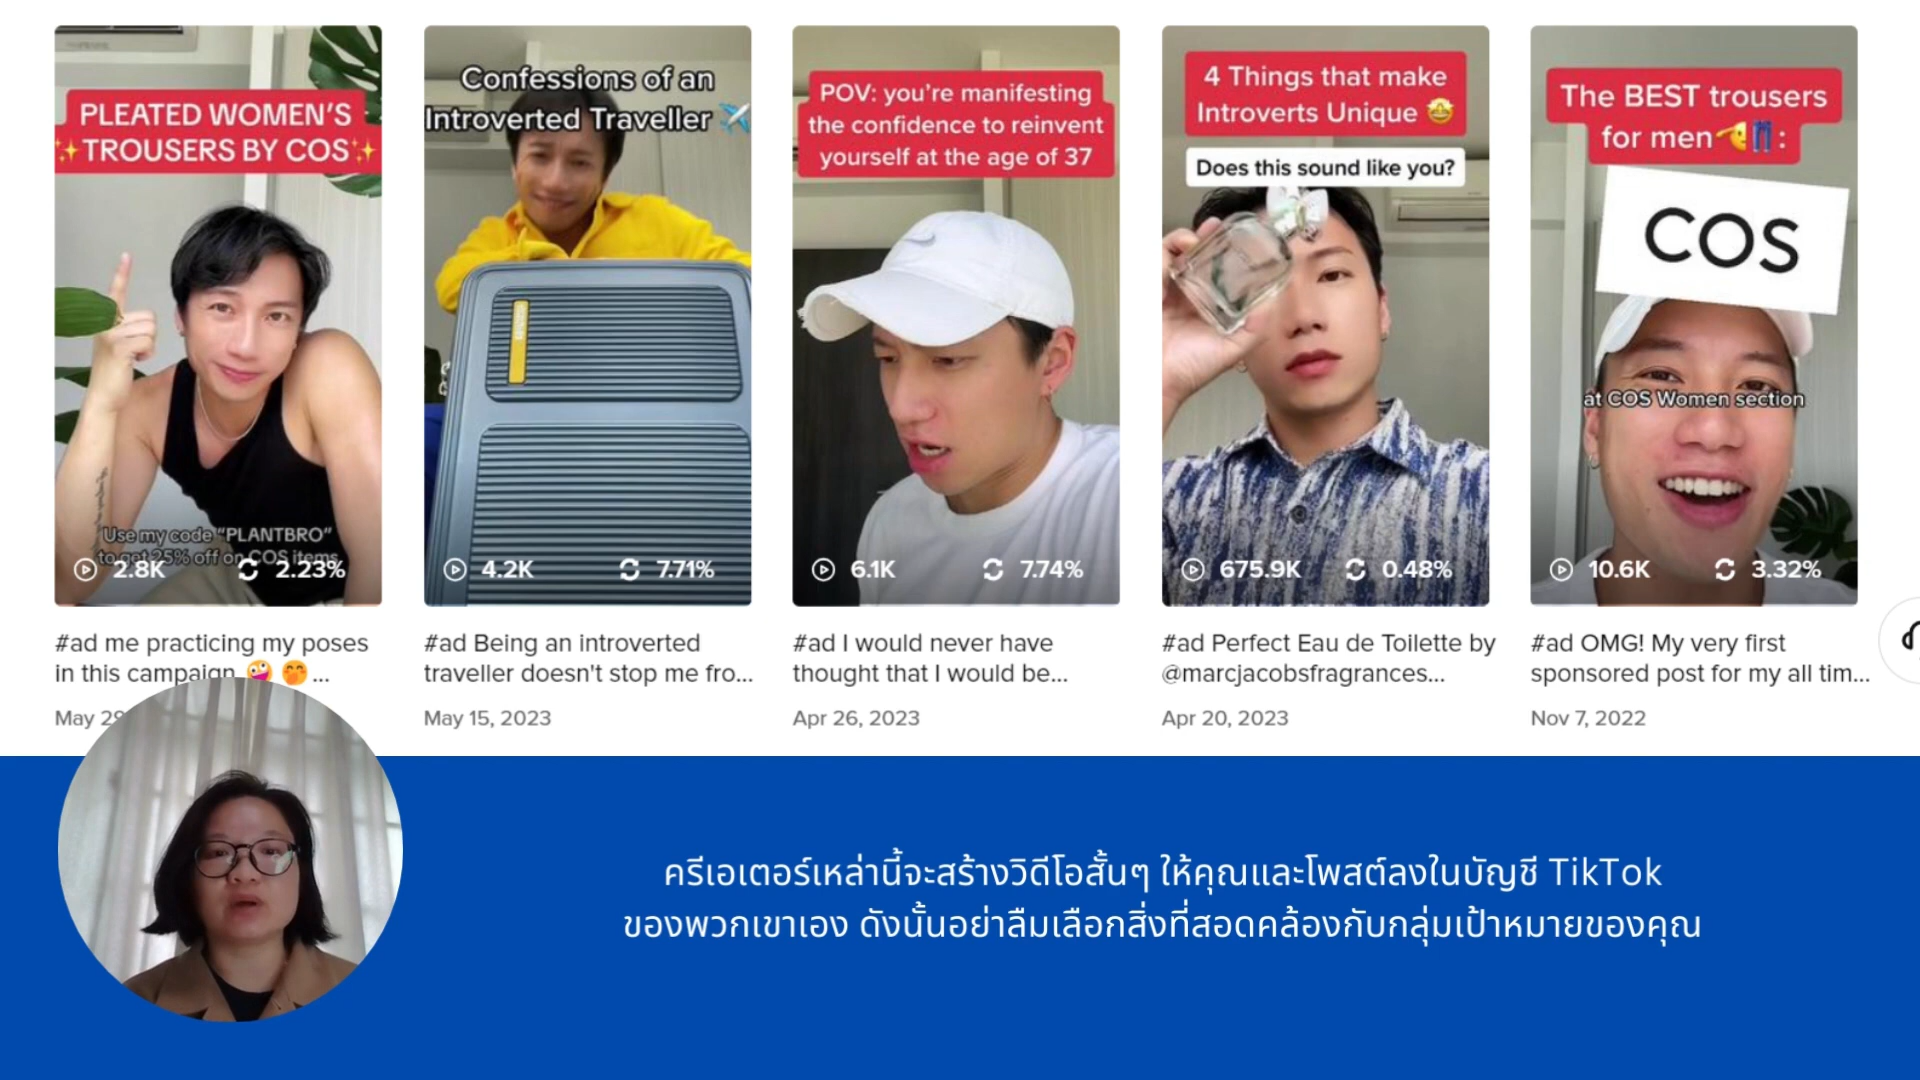 PLEATED WOMEN'S
✨TROUSERS BY COS✨
Use my code "PLANTBRO"
to get 25% off on COS items
2.8K 2.23%
#ad me practicing my poses
in this campaign 🤪 🤭 ...
May 29
Confessions of an
Introverted Traveller ✈️
4.2K 7.71%
#ad Being an introverted
traveller doesn't stop me fro...
May 15, 2023
POV: you're manifesting
the confidence to reinvent
yourself at the age of 37
6.1K 7.74%
#ad I would never have
thought that I would be...
Apr 26, 2023
4 Things that make
Introverts Unique 🤩
Does this sound like you?
675.9K 0.48%
#ad Perfect Eau de Toilette by
@marcjacobsfragrances...
Apr 20, 2023
The BEST trousers
for men🫡👖:
COS
at COS Women section
10.6K 3.32%
#ad OMG! My very first
sponsored post for my all tim...
Nov 7, 2022
ครีเอเตอร์เหล่านี้จะสร้างวิดีโอสั้นๆ ให้คุณและโพสต์ลงในบัญชี TikTok
ของพวกเขาเอง ดังนั้นอย่าลืมเลือกสิ่งที่สอดคล้องกับกลุ่มเป้าหมายของคุณ